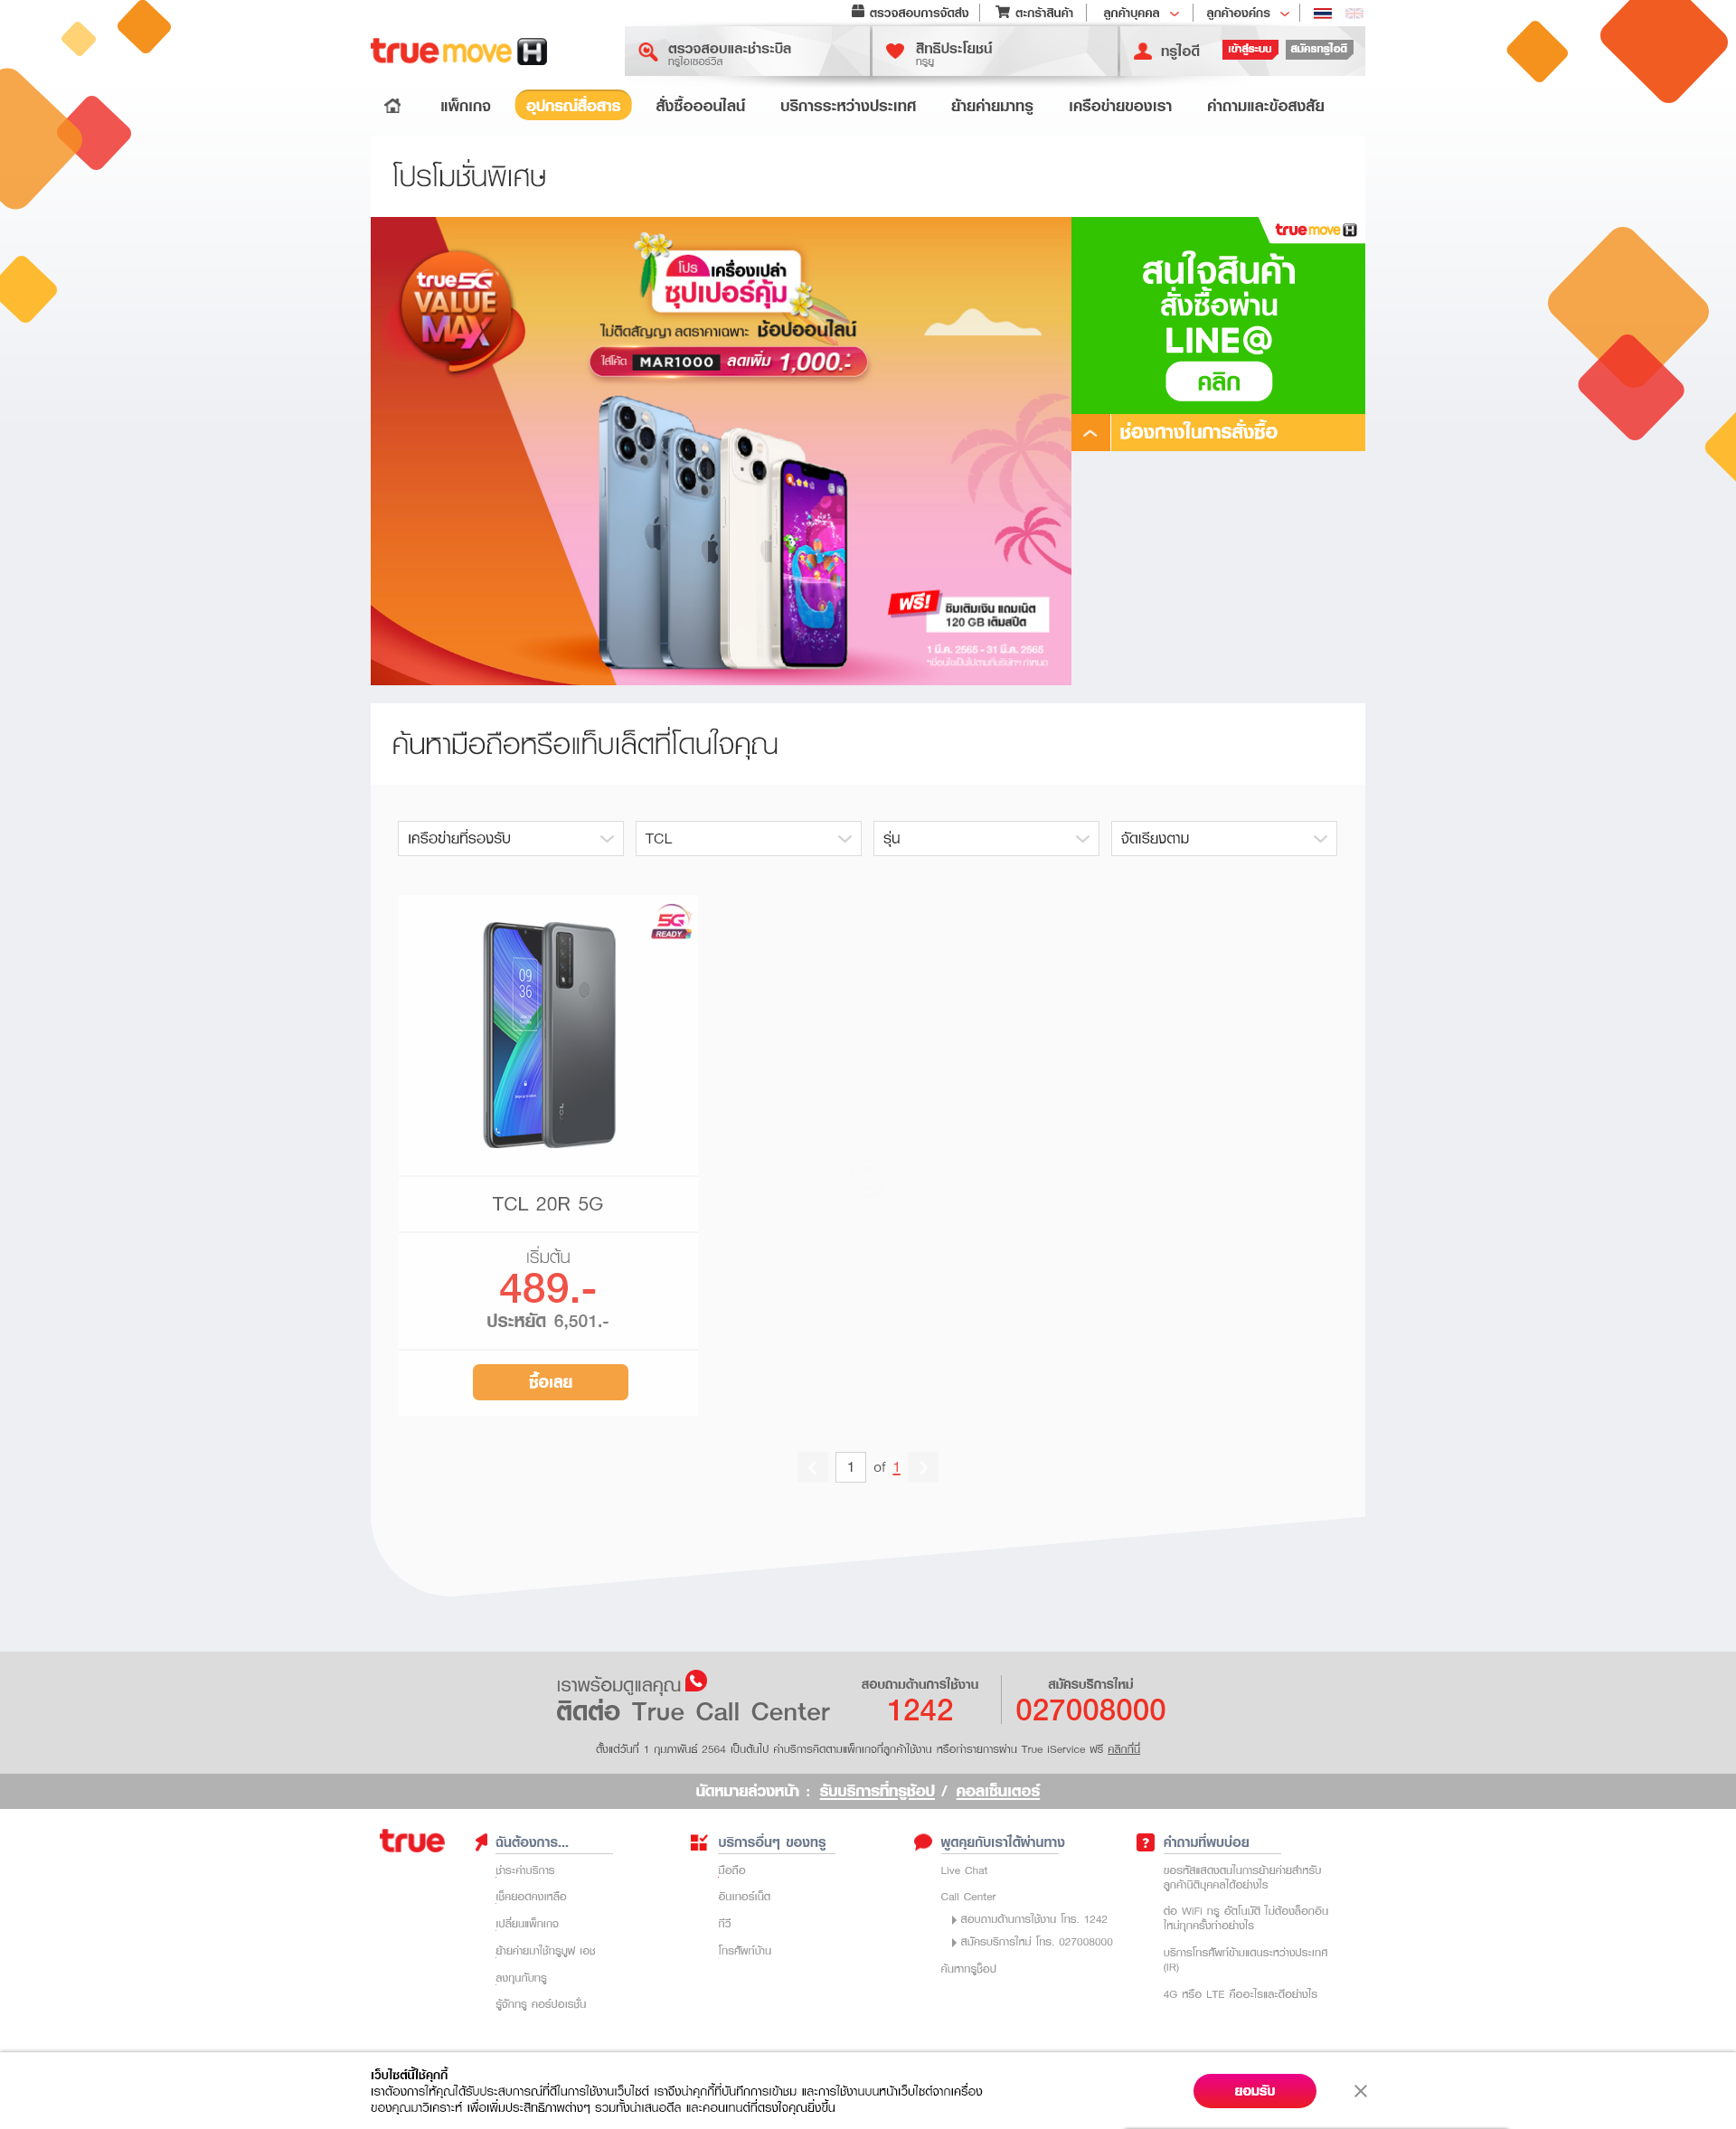 ตรวจสอบการจัดส่ง
ตะกร้าสินค้า
ลูกค้าบุคคล
ลูกค้าองค์กร
truemove H
ตรวจสอบและชำระบิล
ทรูไอเซอร์วิส
สิทธิประโยชน์
ทรูยู
ทรูไอดี
เข้าสู่ระบบ
สมัครทรูไอดี
แพ็กเกจ
อุปกรณ์สื่อสาร
สั่งซื้อออนไลน์
บริการระหว่างประเทศ
ย้ายค่ายมาทรู
เครือข่ายของเรา
คำถามและข้อสงสัย
โปรโมชั่นพิเศษ
true5G
VALUE
MAX
โปร เครื่องเปล่า
ซุปเปอร์คุ้ม
ไม่ติดสัญญา ลดราคาเฉพาะ ช้อปออนไลน์
ใส่โค้ด MAR1000 ลดเพิ่ม 1,000.-
ฟรี! ซิมเติมเงิน แถมเน็ต
120 GB เต็มสปีด
1 มี.ค. 2565 - 31 มี.ค. 2565
*เงื่อนไขเป็นไปตามที่บริษัทฯ กำหนด
truemove H
สนใจสินค้า
สั่งซื้อผ่าน
LINE@
คลิก
ช่องทางในการสั่งซื้อ
ค้นหามือถือหรือแท็บเล็ตที่โดนใจคุณ
เครือข่ายที่รองรับ
TCL
รุ่น
จัดเรียงตาม
5G
READY
09
36
TCL
TCL 20R 5G
เริ่มต้น
489.-
ประหยัด 6,501.-
ซื้อเลย
1 of 1
เราพร้อมดูแลคุณ
ติดต่อ True Call Center
สอบถามด้านการใช้งาน
1242
สมัครบริการใหม่
027008000
ตั้งแต่วันที่ 1 กุมภาพันธ์ 2564 เป็นต้นไป ค่าบริการคิดตามแพ็กเกจที่ลูกค้าใช้งาน หรือทำรายการผ่าน True iService ฟรี คลิกที่นี่
นัดหมายล่วงหน้า : รับบริการที่ทรูช้อป / คอลเซ็นเตอร์
true
ฉันต้องการ...
ชำระค่าบริการ
เช็คยอดคงเหลือ
เปลี่ยนแพ็กเกจ
ย้ายค่ายมาใช้ทรูมูฟ เอช
ลงทุนกับทรู
รู้จักทรู คอร์ปอเรชั่น
บริการอื่นๆ ของทรู
มือถือ
อินเทอร์เน็ต
ทีวี
โทรศัพท์บ้าน
พูดคุยกับเราได้ผ่านทาง
Live Chat
Call Center
สอบถามด้านการใช้งาน โทร. 1242
สมัครบริการใหม่ โทร. 027008000
ค้นหาทรูช็อป
คำถามที่พบบ่อย
ขอรหัสแสดงตนในการย้ายค่ายสำหรับ
ลูกค้านิติบุคคลได้อย่างไร
ต่อ WiFi ทรู อัตโนมัติ ไม่ต้องล็อกอิน
ใหม่ทุกครั้งทำอย่างไร
บริการโทรศัพท์ข้ามแดนระหว่างประเทศ
(IR)
4G หรือ LTE คืออะไรและดีอย่างไร
เว็บไซต์นี้ใช้คุกกี้
เราต้องการให้คุณได้รับประสบการณ์ที่ดีในการใช้งานเว็บไซต์ เราจึงนำคุกกี้ที่บันทึกการเข้าชม และการใช้งานบนหน้าเว็บไซต์จากเครื่อง
ของคุณมาวิเคราะห์ เพื่อเพิ่มประสิทธิภาพต่างๆ รวมทั้งนำเสนอดีล และคอนเทนต์ที่ตรงใจคุณยิ่งขึ้น
ยอมรับ